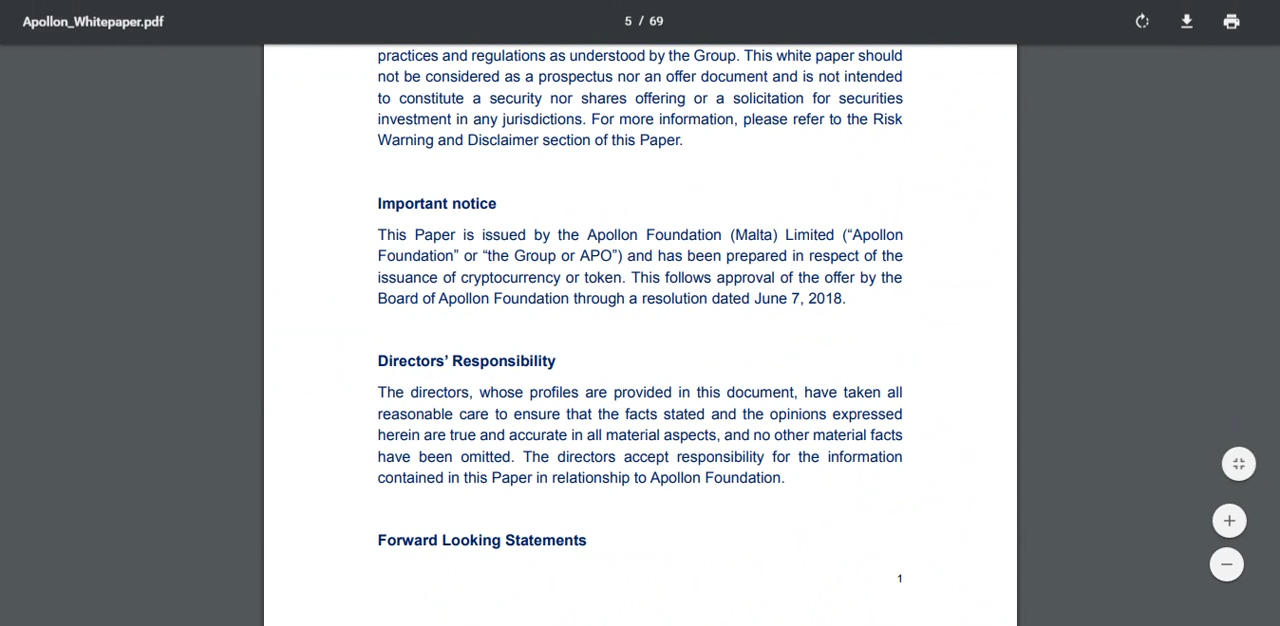 Apollon_Whitepaper.pdf
5 / 69
practices and regulations as understood by the Group. This white paper should
not be considered as a prospectus nor an offer document and is not intended
to constitute a security nor shares offering or a solicitation for securities
investment in any jurisdictions. For more information, please refer to the Risk
Warning and Disclaimer section of this Paper.
Important notice
This Paper is issued by the Apollon Foundation (Malta) Limited (“Apollon
Foundation” or “the Group or APO”) and has been prepared in respect of the
issuance of cryptocurrency or token. This follows approval of the offer by the
Board of Apollon Foundation through a resolution dated June 7, 2018.
Directors’ Responsibility
The directors, whose profiles are provided in this document, have taken all
reasonable care to ensure that the facts stated and the opinions expressed
herein are true and accurate in all material aspects, and no other material facts
have been omitted. The directors accept responsibility for the information
contained in this Paper in relationship to Apollon Foundation.
Forward Looking Statements
1